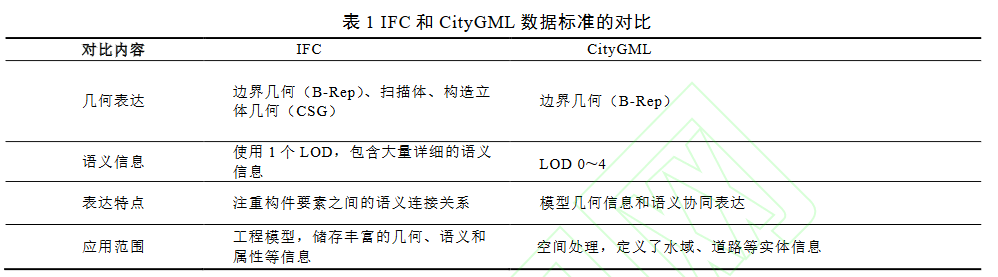 表 1 IFC 和 CityGML 数据标准的对比
对比内容 IFC CityGML
几何表达 边界几何（B-Rep）、扫描体、构造立体几何（CSG） 边界几何（B-Rep）
语义信息 使用 1 个 LOD，包含大量详细的语义信息 LOD 0～4
表达特点 注重构件要素之间的语义连接关系 模型几何信息和语义协同表达
应用范围 工程模型，储存丰富的几何、语义和属性等信息 空间处理，定义了水域、道路等实体信息